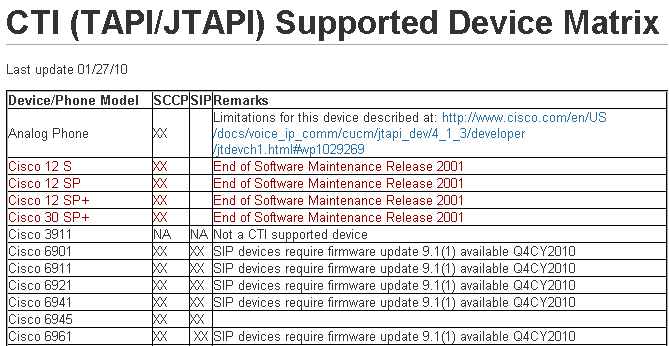 CTI (TAPI/JTAPI) Supported Device Matrix
Last update 01/27/10
Device/Phone Model SCCP SIP Remarks
Limitations for this device described at: http://www.cisco.com/en/US
Analog Phone XX /docs/voice_ip_comm/cucm/jtapi_dev/4_1_3/developer
/jtdevch1.html#wp1029269
Cisco 12 S XX End of Software Maintenance Release 2001
Cisco 12 SP XX End of Software Maintenance Release 2001
Cisco 12 SP+ XX End of Software Maintenance Release 2001
Cisco 30 SP+ XX End of Software Maintenance Release 2001
Cisco 3911 NA NA Not a CTI supported device
Cisco 6901 XX XX SIP devices require firmware update 9.1(1) available Q4CY2010
Cisco 6911 XX XX SIP devices require firmware update 9.1(1) available Q4CY2010
Cisco 6921 XX XX SIP devices require firmware update 9.1(1) available Q4CY2010
Cisco 6941 XX XX SIP devices require firmware update 9.1(1) available Q4CY2010
Cisco 6945 XX XX
Cisco 6961 XX XX SIP devices require firmware update 9.1(1) available Q4CY2010